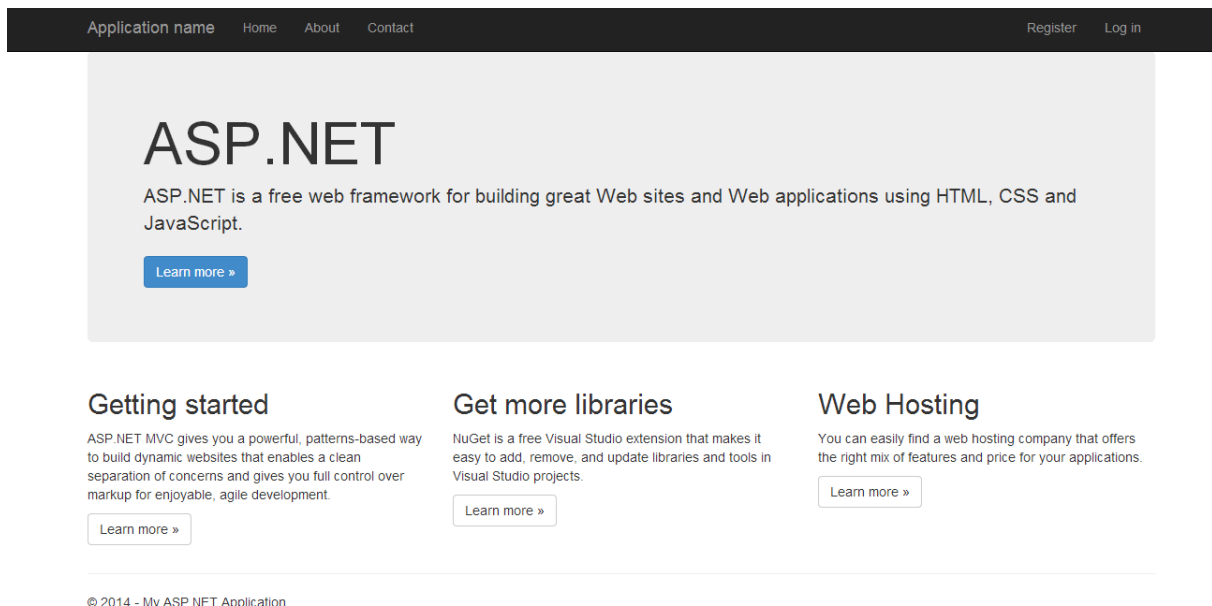 Application name Home About Contact Register Log in
ASP.NET
ASP.NET is a free web framework for building great Web sites and Web applications using HTML, CSS and
JavaScript.
Learn more »
Getting started
ASP.NET MVC gives you a powerful, patterns-based way
to build dynamic websites that enables a clean
separation of concerns and gives you full control over
markup for enjoyable, agile development.
Learn more »
Get more libraries
NuGet is a free Visual Studio extension that makes it
easy to add, remove, and update libraries and tools in
Visual Studio projects.
Learn more »
Web Hosting
You can easily find a web hosting company that offers
the right mix of features and price for your applications.
Learn more »
© 2014 - My ASP.NET Application